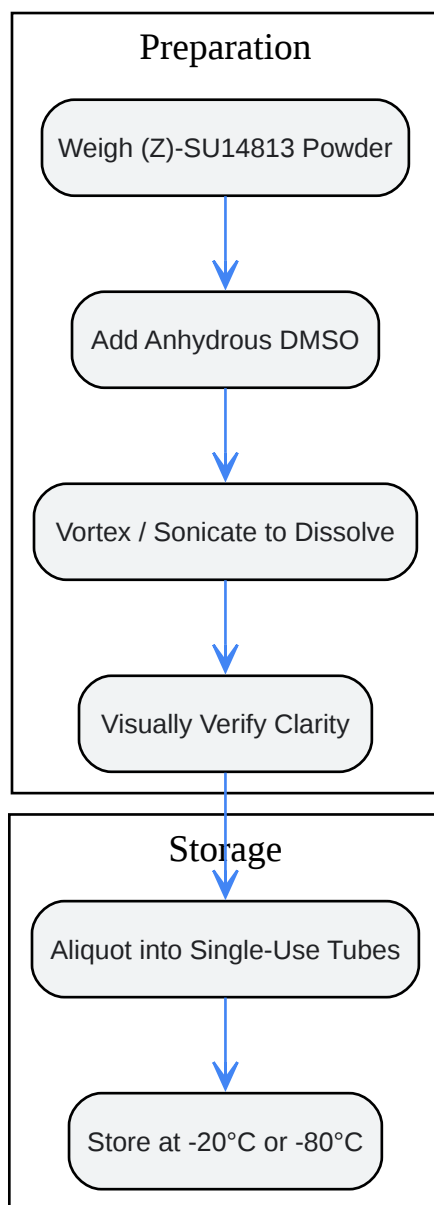 Preparation
Weigh (Z)-SU14813 Powder
Add Anhydrous DMSO
Vortex / Sonicate to Dissolve
Visually Verify Clarity
Storage
Aliquot into Single-Use Tubes
Store at -20°C or -80°C